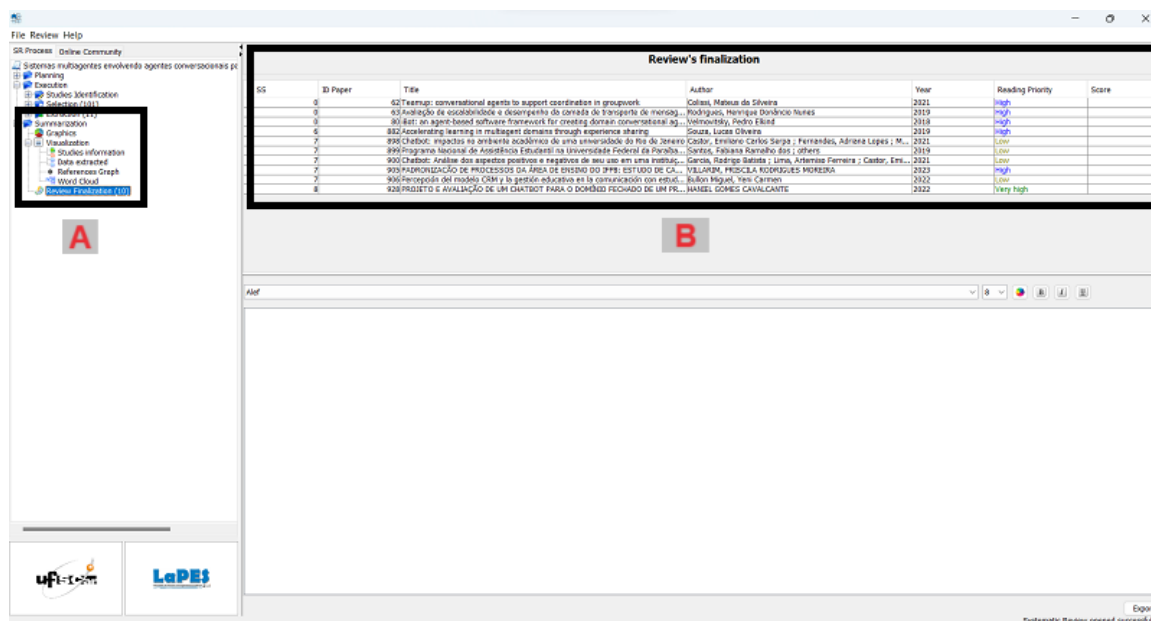 File Review Help
SR Process Online Community
Sistemas multiagentes envolvendo agentes conversacionais pc
Planning
Execution
Studies Identification
Selection (101)
Summarization
Graphics
Visualization
Studies information
Data extracted
References Graph
Word Cloud
Review Finalization (10)
A
ufscar
LaPES
Review's finalization
SS ID Paper Title Author Year Reading Priority Score
0 62 Teamup: conversational agents to support coordination in groupwork Colissi, Mateus da Silveira 2021 High
0 63 Avaliação de escalabilidade e desempenho da camada de transporte de mensag... Rodrigues, Henrique Donâncio Nunes 2019 High
0 80 iBot: an agent-based software framework for creating domain conversational ag... Velmovitsky, Pedro Elkind 2018 High
6 882 Accelerating learning in multiagent domains through experience sharing Souza, Lucas Oliveira 2019 High
7 898 Chatbot: impactos no ambiente acadêmico de uma universidade do Rio de Janeiro Castor, Emiliano Carlos Serpa ; Fernandes, Adriana Lopes ; M... 2021 Low
7 899 Programa Nacional de Assistência Estudantil na Universidade Federal da Paraíba... Santos, Fabiana Ramalho dos ; others 2019 Low
7 900 Chatbot: Análise dos aspectos positivos e negativos de seu uso em uma instituiç... Garcia, Rodrigo Batista ; Lima, Artemiso Ferreira ; Castor, Emi... 2021 Low
7 905 PADRONIZAÇÃO DE PROCESSOS DA ÁREA DE ENSINO DO IFPB: ESTUDO DE CA... VILLARIM, PRISCILA RODRIGUES MOREIRA 2023 High
7 906 Percepción del modelo CRM y la gestión educativa en la comunicación con estud... Bullon Miguel, Yeni Carmen 2022 Low
8 928 PROJETO E AVALIAÇÃO DE UM CHATBOT PARA O DOMÍNIO FECHADO DE UM PR... HANIEL GOMES CAVALCANTE 2022 Very high
B
Alef 8
Expor